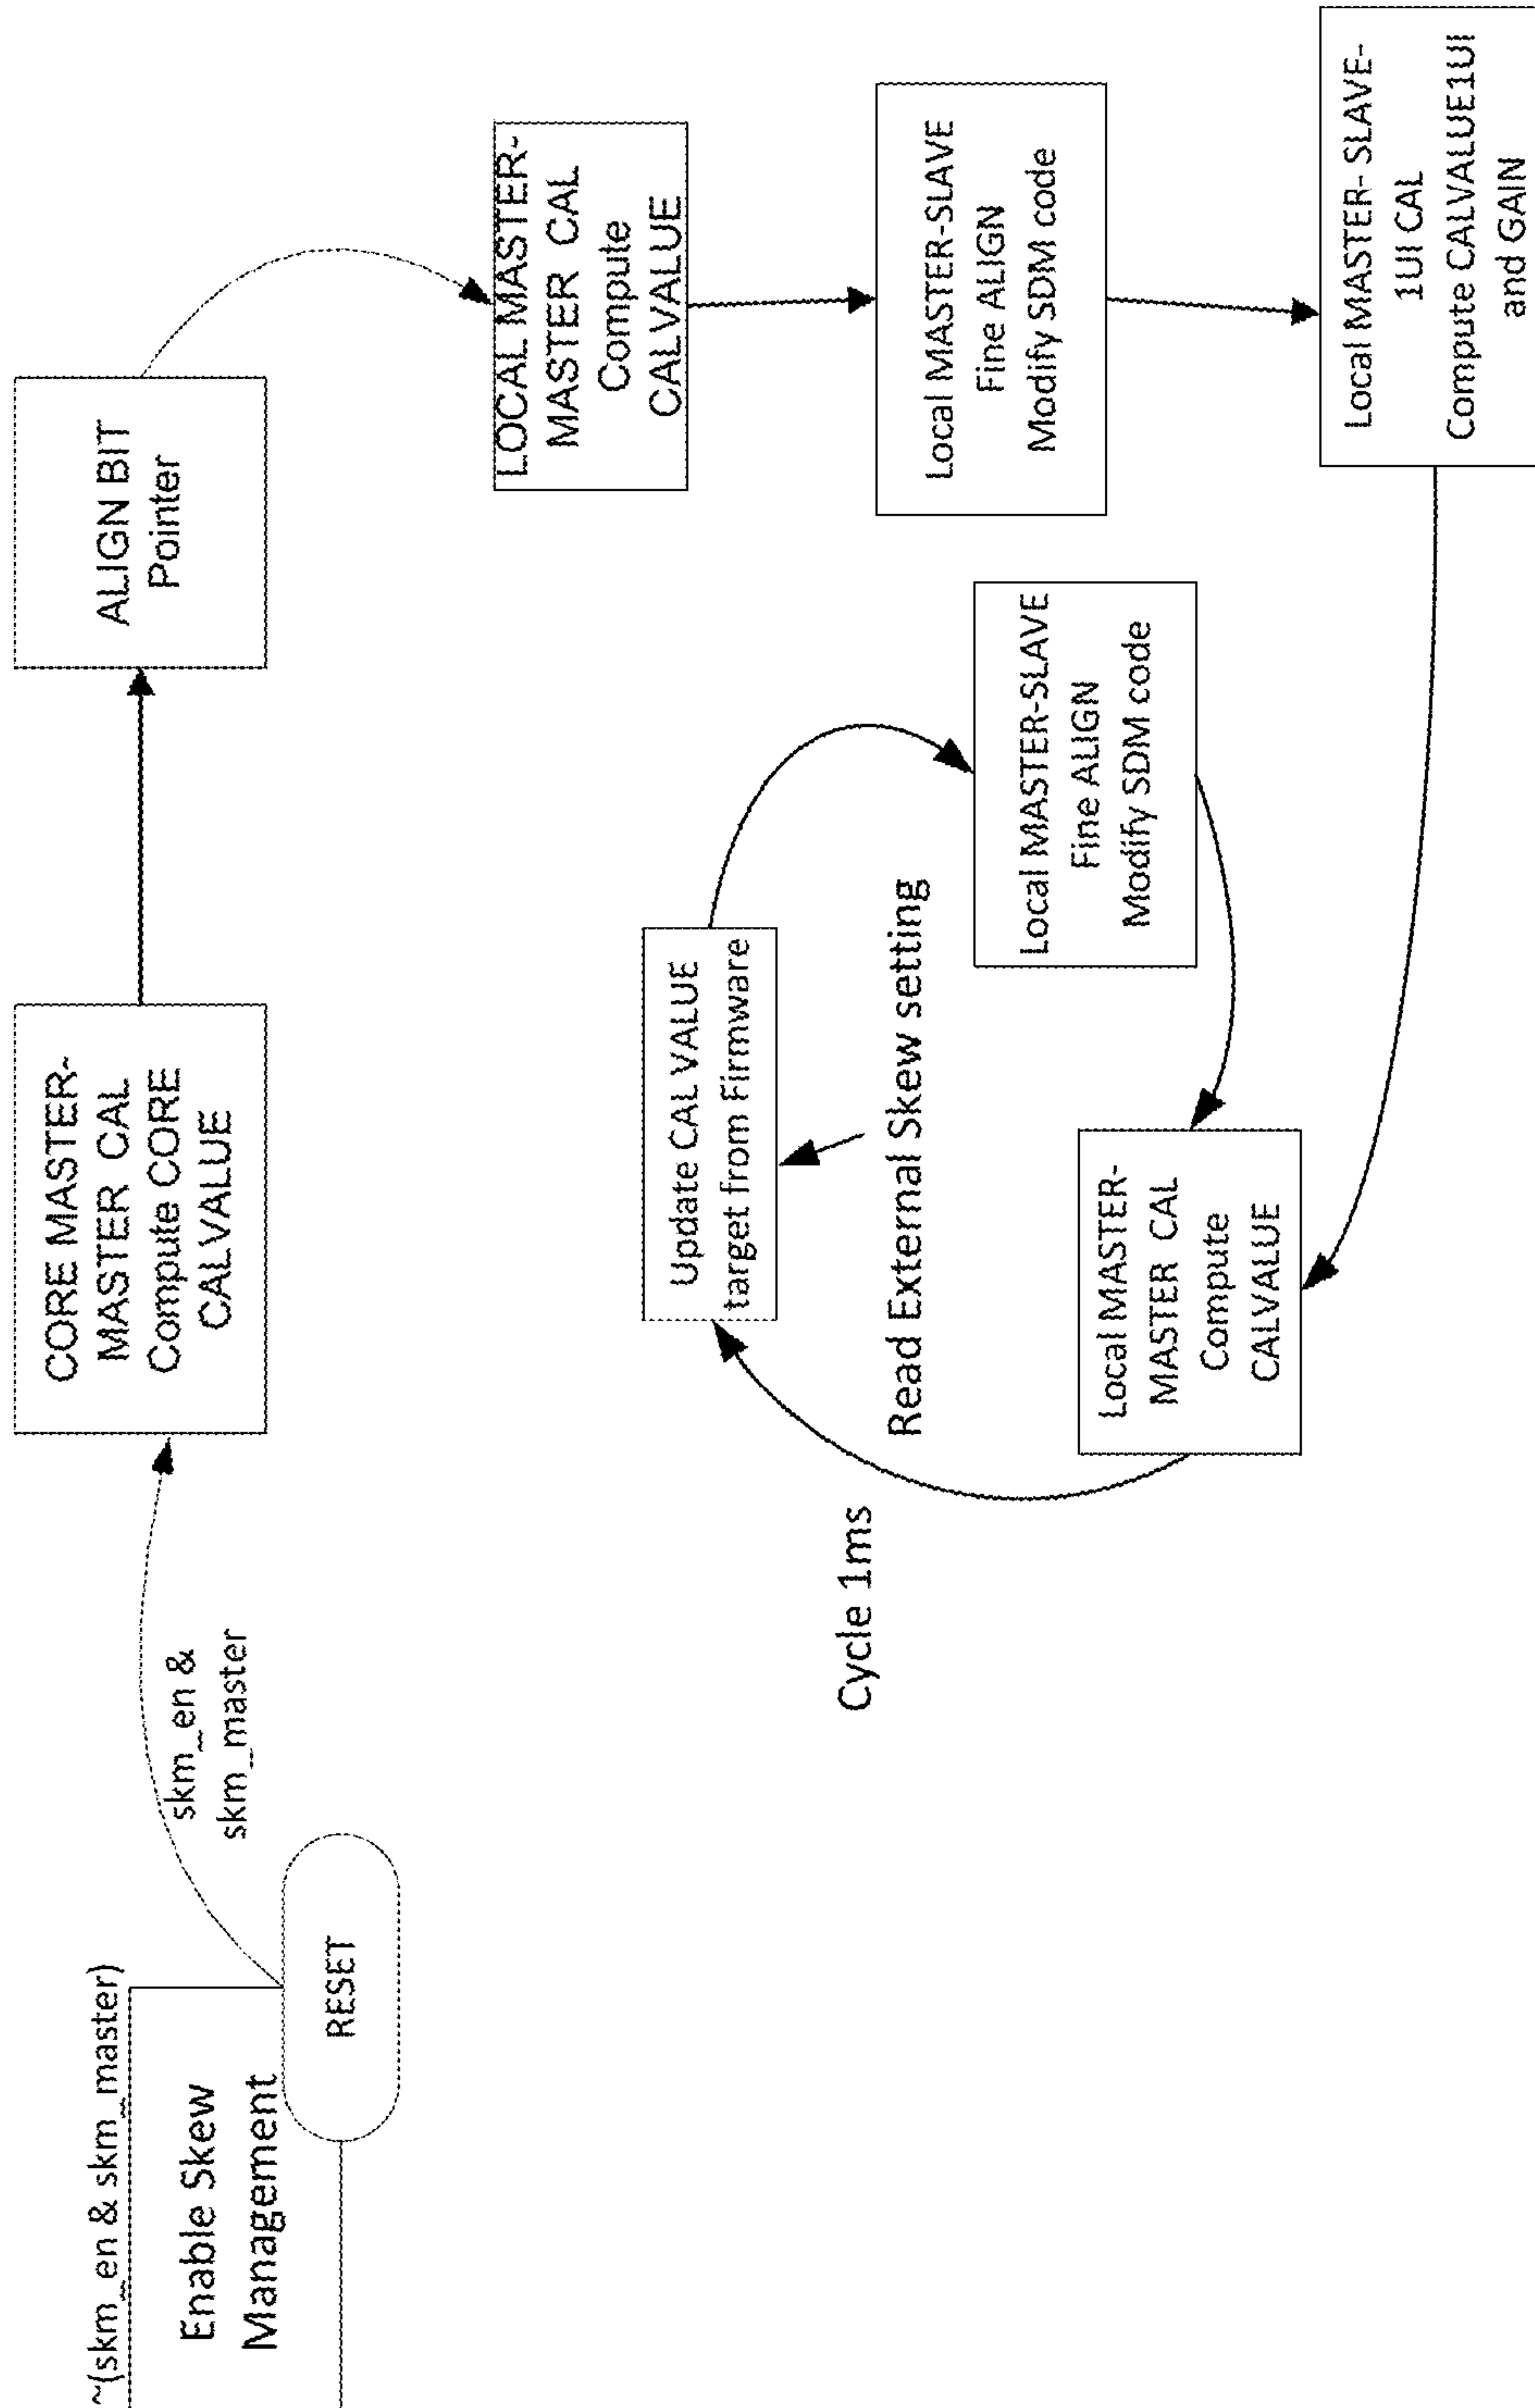 ~(skm_en & skm_master)
Enable Skew
Management
RESET
skm_en &
skm_master
CORE MASTER-
MASTER CAL
Compute CORE
CALVALUE
ALIGN BIT
Pointer
LOCAL MASTER-
MASTER CAL
Compute
CALVALUE
Local MASTER-SLAVE
Fine ALIGN
Modify SDM code
Local MASTER- SLAVE-
1UI CAL
Compute CALVALUE1UI
and GAIN
Cycle 1ms
Update CAL VALUE
target from Firmware
Read External Skew setting
Local MASTER-SLAVE
Fine ALIGN
Modify SDM code
Local MASTER-
MASTER CAL
Compute
CALVALUE